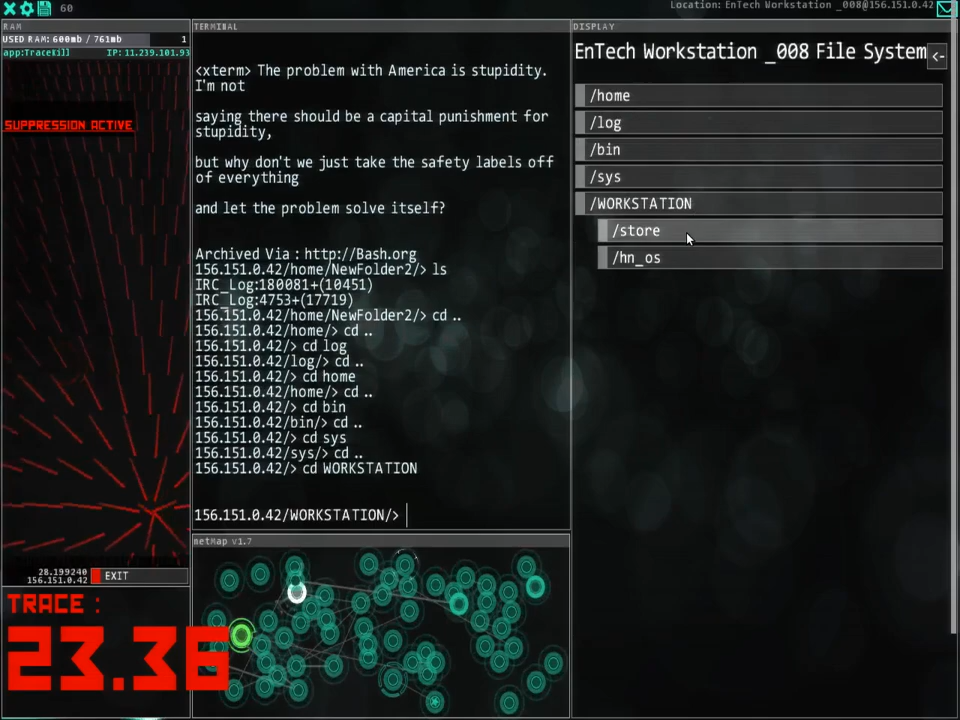 60
Location: EnTech Workstation _008@156.151.0.42
RAM
USED RAM: 600mb / 761mb
1
app:TraceKill
IP: 11.239.101.93
SUPPRESSION ACTIVE
28.199240
156.151.0.42
EXIT
TRACE :
23.36
TERMINAL
<xterm> The problem with America is stupidity.
I'm not
saying there should be a capital punishment for
stupidity,
but why don't we just take the safety labels off
of everything
and let the problem solve itself?
Archived Via : http://Bash.org
156.151.0.42/home/NewFolder2/> ls
IRC_Log:180081+(10451)
IRC_Log:4753+(17719)
156.151.0.42/home/NewFolder2/> cd ..
156.151.0.42/home/> cd ..
156.151.0.42/> cd log
156.151.0.42/log/> cd ..
156.151.0.42/> cd home
156.151.0.42/home/> cd ..
156.151.0.42/> cd bin
156.151.0.42/bin/> cd ..
156.151.0.42/> cd sys
156.151.0.42/sys/> cd ..
156.151.0.42/> cd WORKSTATION
156.151.0.42/WORKSTATION/>
netMap v1.7
DISPLAY
EnTech Workstation _008 File System
<-
/home
/log
/bin
/sys
/WORKSTATION
/store
/hn_os